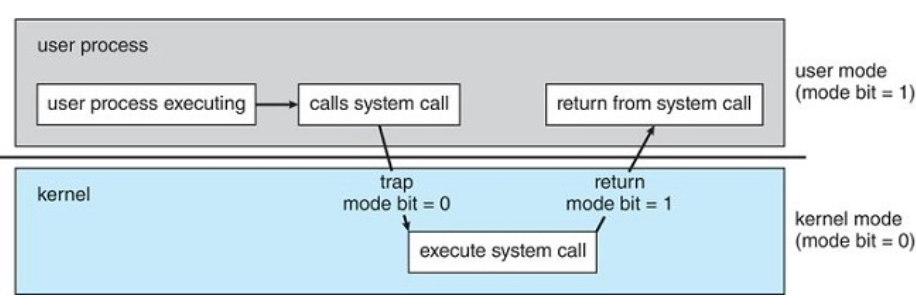 user process
user process executing
calls system call
return from system call
user mode
(mode bit = 1)
kernel
trap
mode bit = 0
return
mode bit = 1
execute system call
kernel mode
(mode bit = 0)